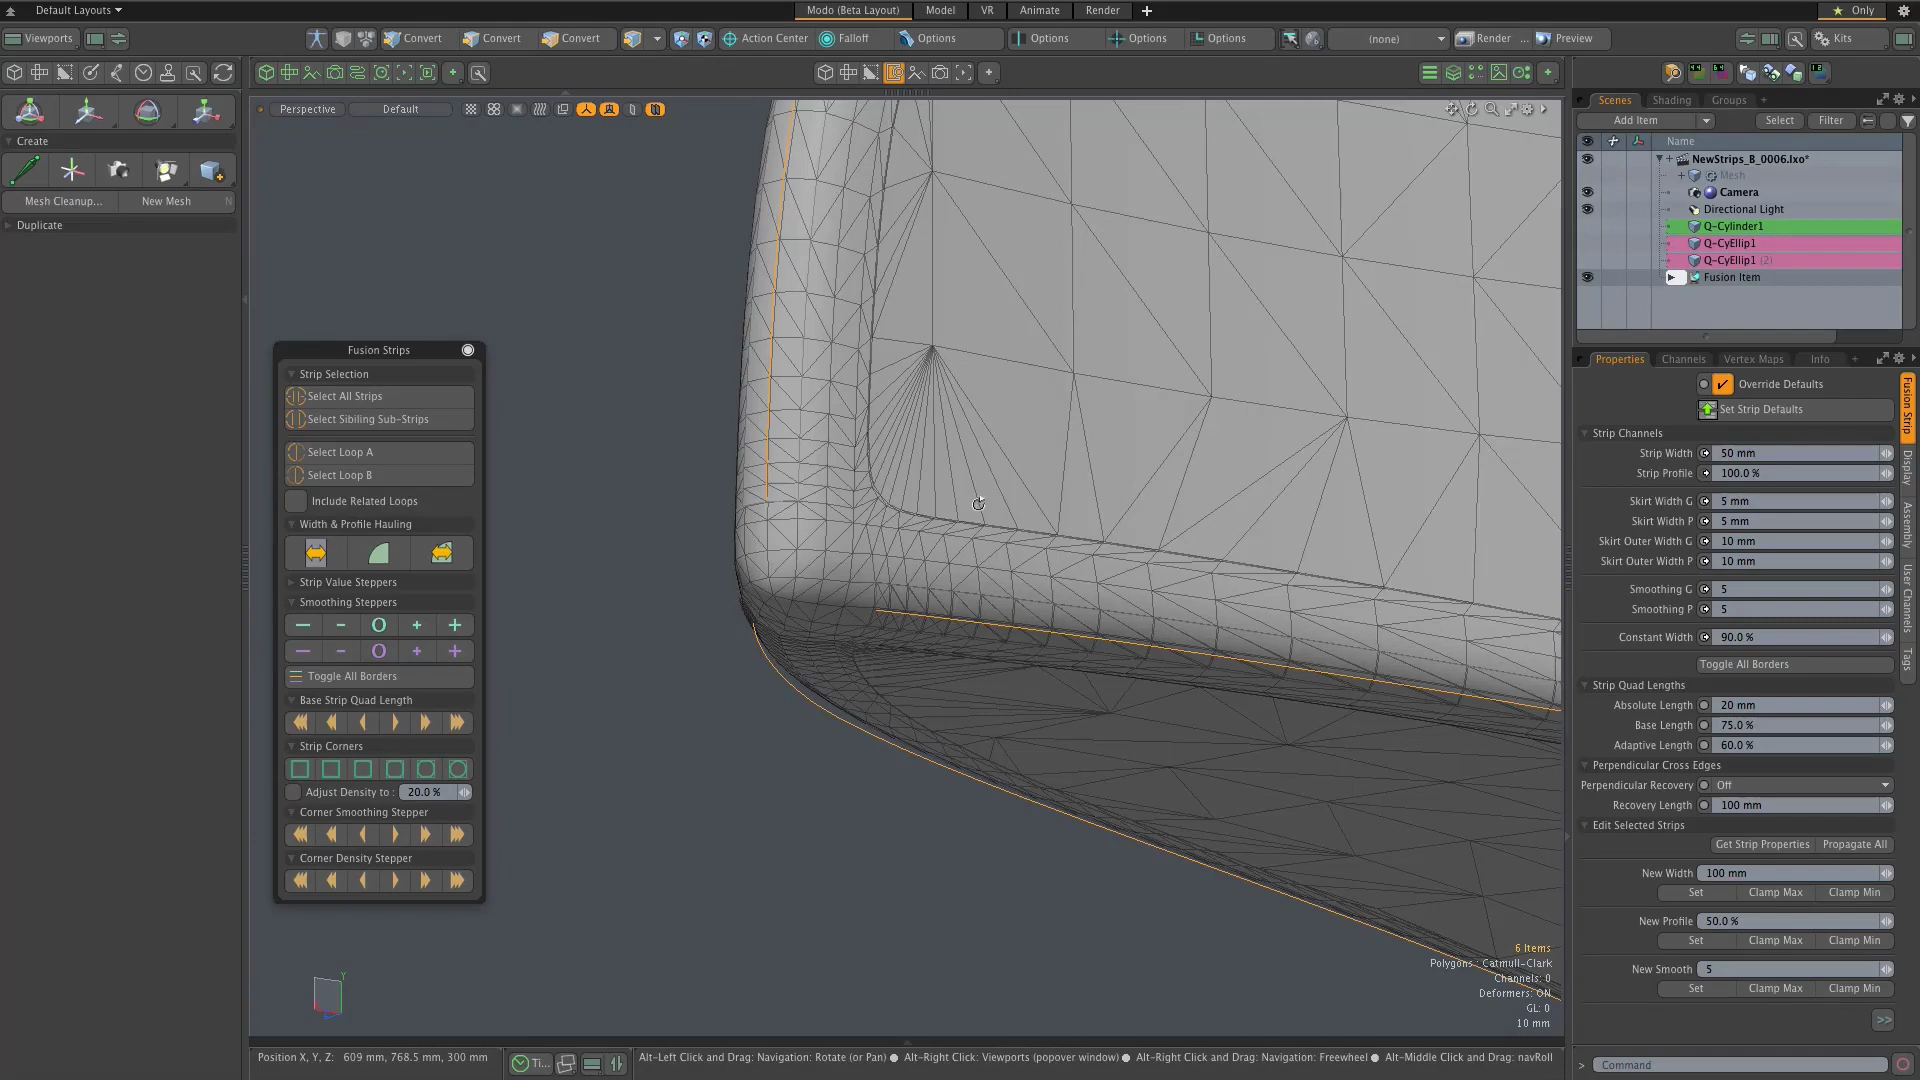 Default Layouts
Modo (Beta Layout)
Model
VR
Animate
Render
Only
Viewports
Convert
Convert
Convert
Action Center
Falloff
Options
Options
Options
Options
(none)
Render
...
Preview
Kits
Perspective
Default
Create
Mesh Cleanup...
New Mesh
N
Duplicate
Fusion Strips
Strip Selection
Select All Strips
Select Sibiling Sub-Strips
Select Loop A
Select Loop B
Include Related Loops
Width & Profile Hauling
Strip Value Steppers
Smoothing Steppers
Toggle All Borders
Base Strip Quad Length
Strip Corners
Adjust Density to :
20.0 %
Corner Smoothing Stepper
Corner Density Stepper
Y
6 Items
Polygons : Catmull-Clark
Channels: 0
Deformers: ON
GL: 0
10 mm
Scenes
Shading
Groups
Add Item
Select
Filter
Name
NewStrips_B_0006.lxo*
Mesh
Camera
Directional Light
Q-Cylinder1
Q-CyEllip1
Q-CyEllip1 (2)
Fusion Item
Properties
Channels
Vertex Maps
Info
Override Defaults
Set Strip Defaults
Strip Channels
Strip Width
50 mm
Strip Profile
100.0 %
Skirt Width G
5 mm
Skirt Width P
5 mm
Skirt Outer Width G
10 mm
Skirt Outer Width P
10 mm
Smoothing G
5
Smoothing P
5
Constant Width
90.0 %
Toggle All Borders
Strip Quad Lengths
Absolute Length
20 mm
Base Length
75.0 %
Adaptive Length
60.0 %
Perpendicular Cross Edges
Perpendicular Recovery
Off
Recovery Length
100 mm
Edit Selected Strips
Get Strip Properties
Propagate All
New Width
100 mm
Set
Clamp Max
Clamp Min
New Profile
50.0 %
Set
Clamp Max
Clamp Min
New Smooth
5
Set
Clamp Max
Clamp Min
>>
Fusion Strip
Display
Assembly
User Channels
Tags
Position X, Y, Z:   609 mm, 768.5 mm, 300 mm
Ti...
Alt-Left Click and Drag: Navigation: Rotate (or Pan) ● Alt-Right Click: Viewports (popover window) ● Alt-Right Click and Drag: Navigation: Freewheel ● Alt-Middle Click and Drag: navRoll
> Command